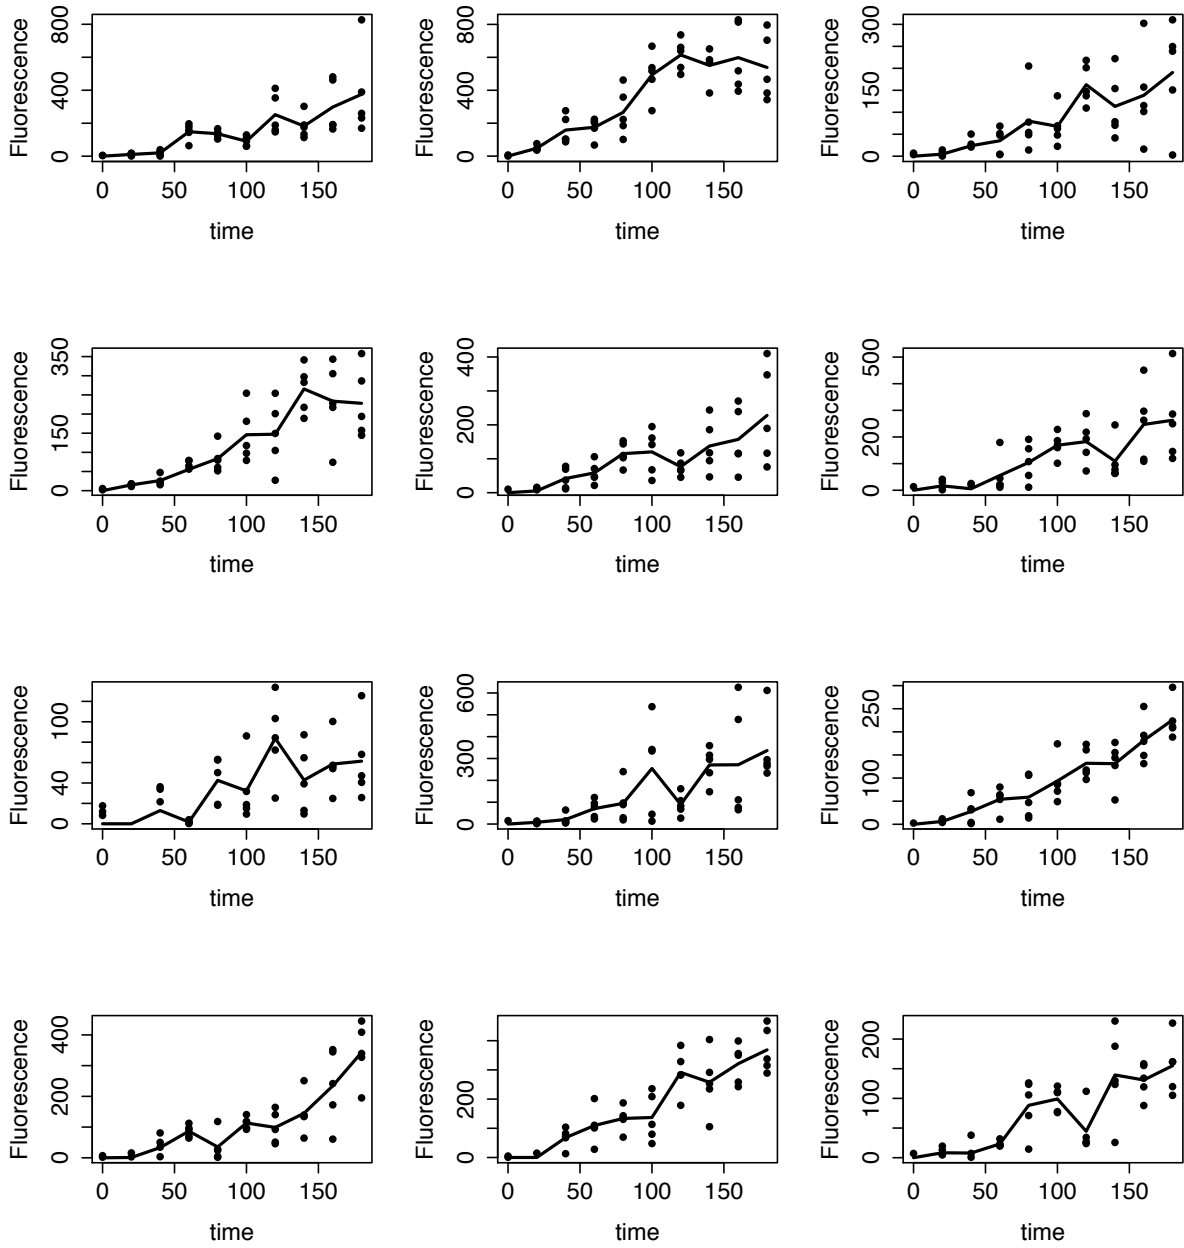 Fluorescence 0 400 800 0 50 100 150 time
Fluorescence 0 400 800 0 50 100 150 time
Fluorescence 0 150 300 0 50 100 150 time
Fluorescence 0 150 350 0 50 100 150 time
Fluorescence 0 200 400 0 50 100 150 time
Fluorescence 0 200 500 0 50 100 150 time
Fluorescence 0 40 100 0 50 100 150 time
Fluorescence 0 300 600 0 50 100 150 time
Fluorescence 0 100 250 0 50 100 150 time
Fluorescence 0 200 400 0 50 100 150 time
Fluorescence 0 200 0 50 100 150 time
Fluorescence 0 100 200 0 50 100 150 time